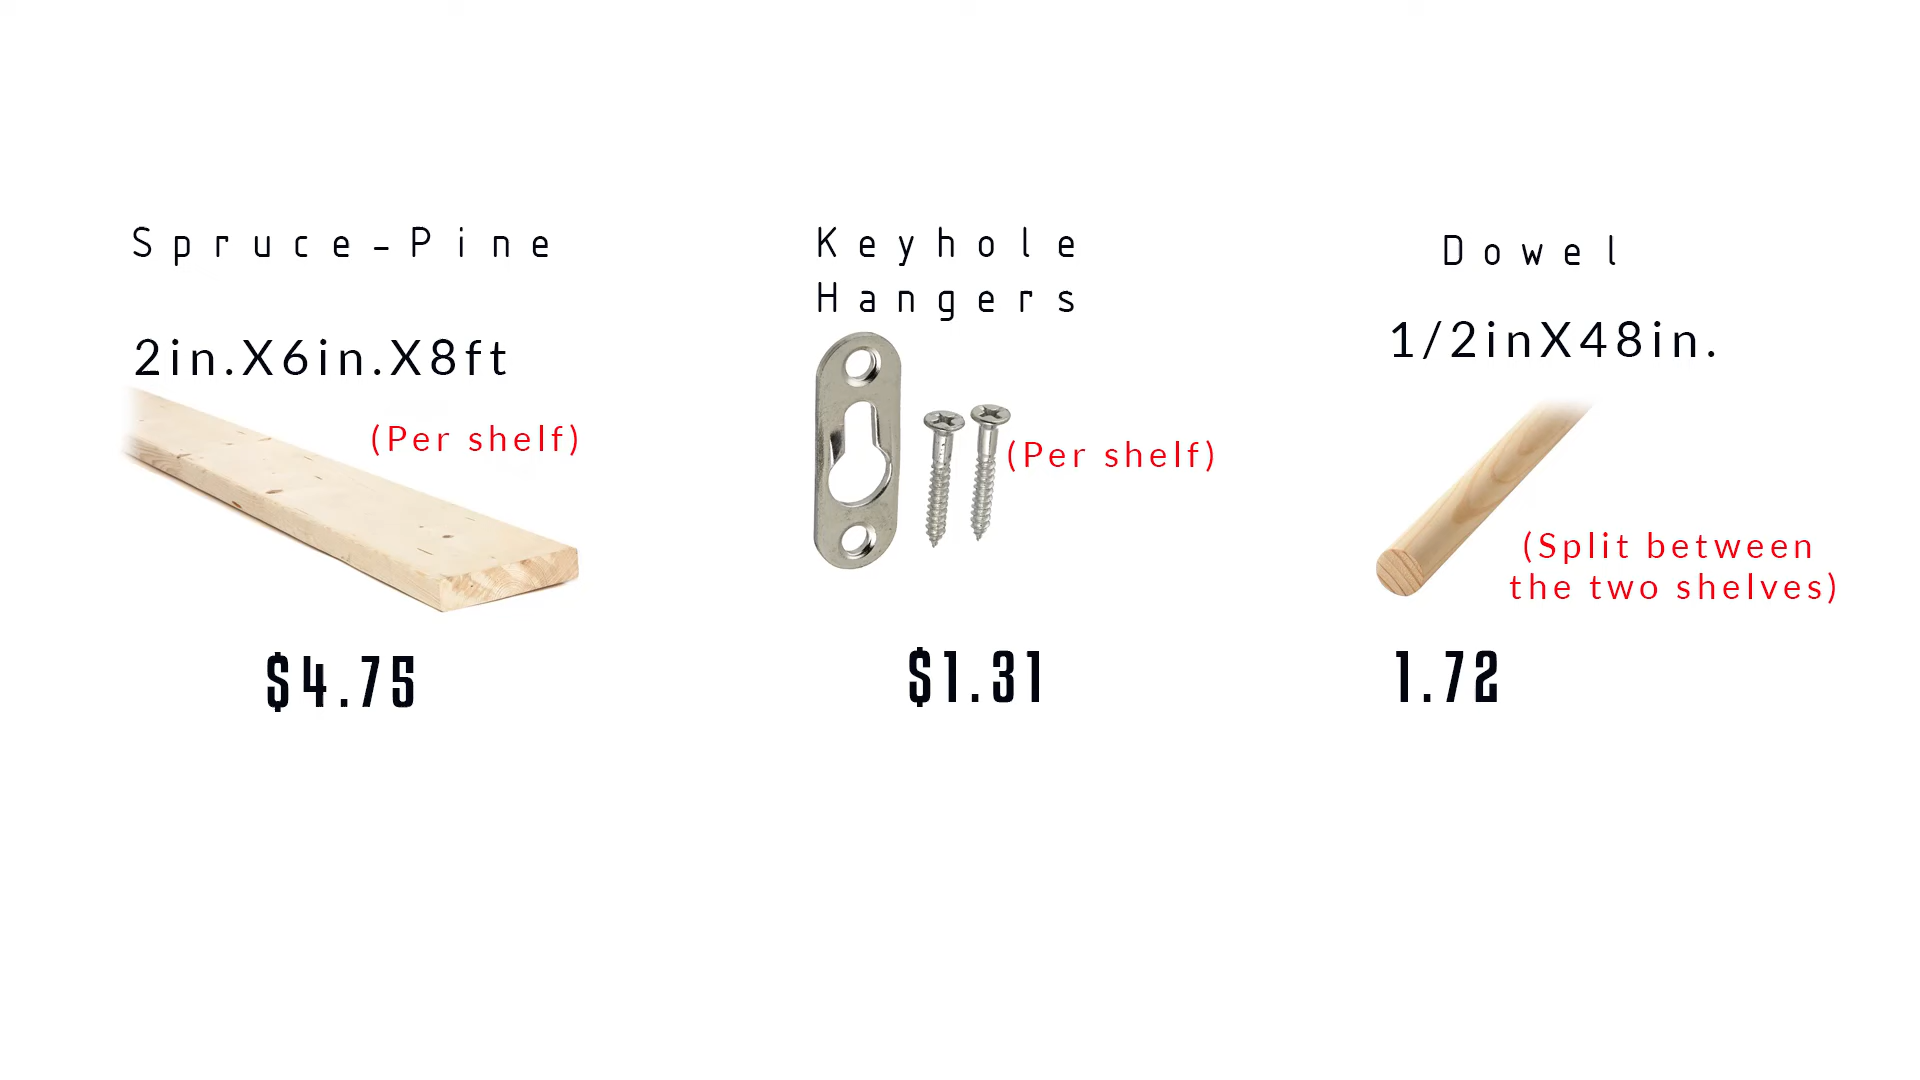 Spruce-Pine
2in.X6in.X8ft
(Per shelf)
$4.75
Keyhole
Hangers
(Per shelf)
$1.31
Dowel
1/2inX48in.
(Split between
the two shelves)
1.72